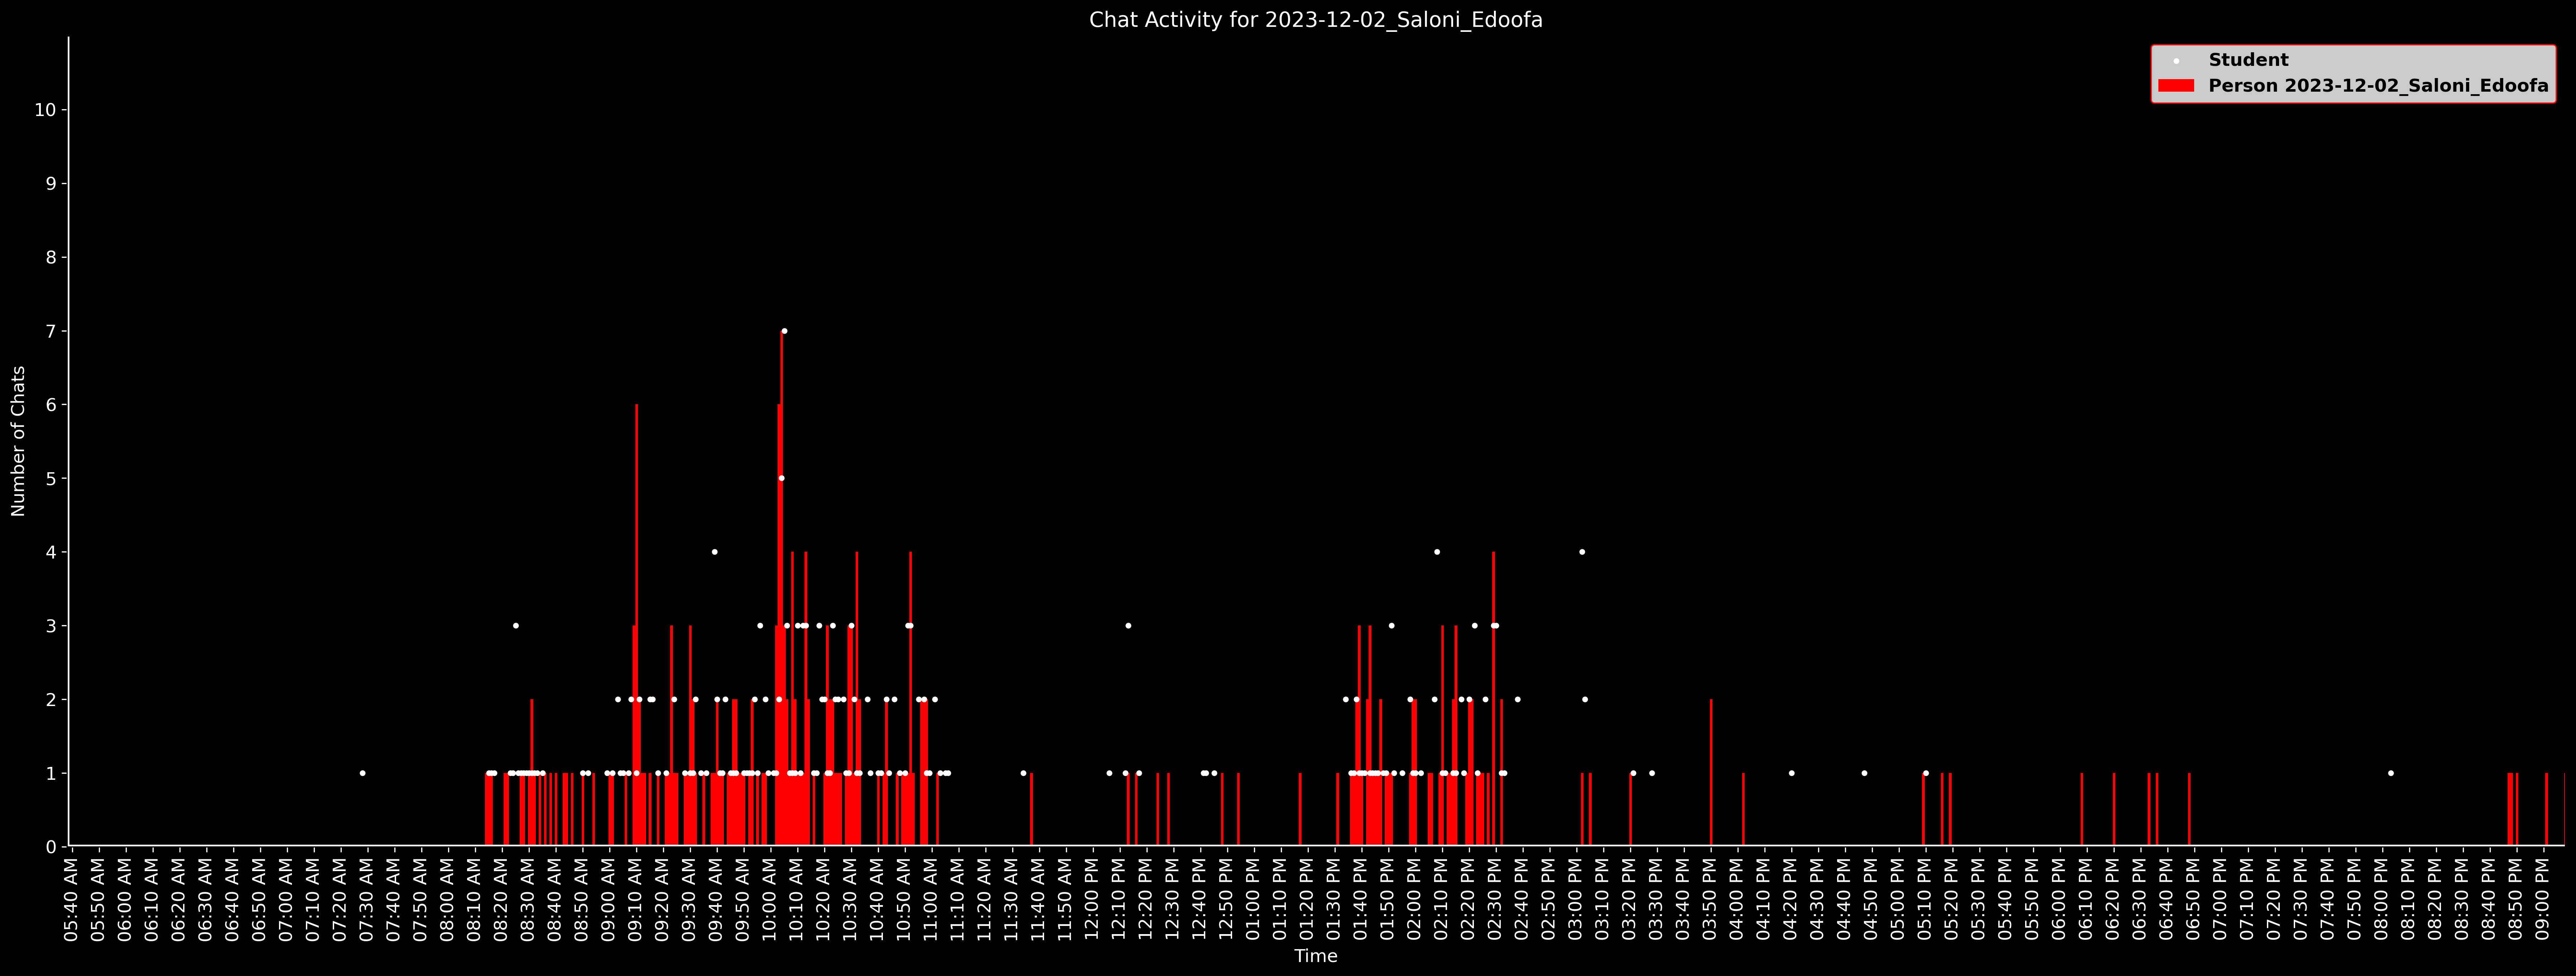 Chat Activity for 2023-12-02_Saloni_Edoofa
Student
Person 2023-12-02_Saloni_Edoofa
Number of Chats
10
9
8
7
6
5
4
3
2
1
0
05:40 AM
05:50 AM
06:00 AM
06:10 AM
06:20 AM
06:30 AM
06:40 AM
06:50 AM
07:00 AM
07:10 AM
07:20 AM
07:30 AM
07:40 AM
07:50 AM
08:00 AM
08:10 AM
08:20 AM
08:30 AM
08:40 AM
08:50 AM
09:00 AM
09:10 AM
09:20 AM
09:30 AM
09:40 AM
09:50 AM
10:00 AM
10:10 AM
10:20 AM
10:30 AM
10:40 AM
10:50 AM
11:00 AM
11:10 AM
11:20 AM
11:30 AM
11:40 AM
11:50 AM
12:00 PM
12:10 PM
12:20 PM
12:30 PM
12:40 PM
12:50 PM
01:00 PM
01:10 PM
01:20 PM
01:30 PM
01:40 PM
01:50 PM
02:00 PM
02:10 PM
02:20 PM
02:30 PM
02:40 PM
02:50 PM
03:00 PM
03:10 PM
03:20 PM
03:30 PM
03:40 PM
03:50 PM
04:00 PM
04:10 PM
04:20 PM
04:30 PM
04:40 PM
04:50 PM
05:00 PM
05:10 PM
05:20 PM
05:30 PM
05:40 PM
05:50 PM
06:00 PM
06:10 PM
06:20 PM
06:30 PM
06:40 PM
06:50 PM
07:00 PM
07:10 PM
07:20 PM
07:30 PM
07:40 PM
07:50 PM
08:00 PM
08:10 PM
08:20 PM
08:30 PM
08:40 PM
08:50 PM
09:00 PM
Time